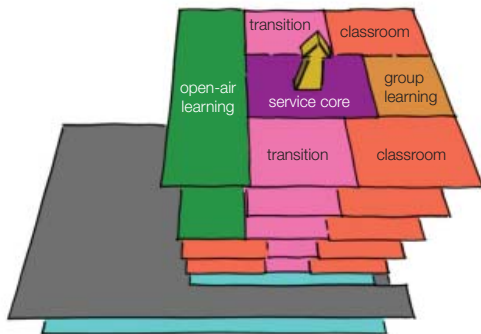 transition
classroom
open-air
learning
service core
group
learning
transition
classroom